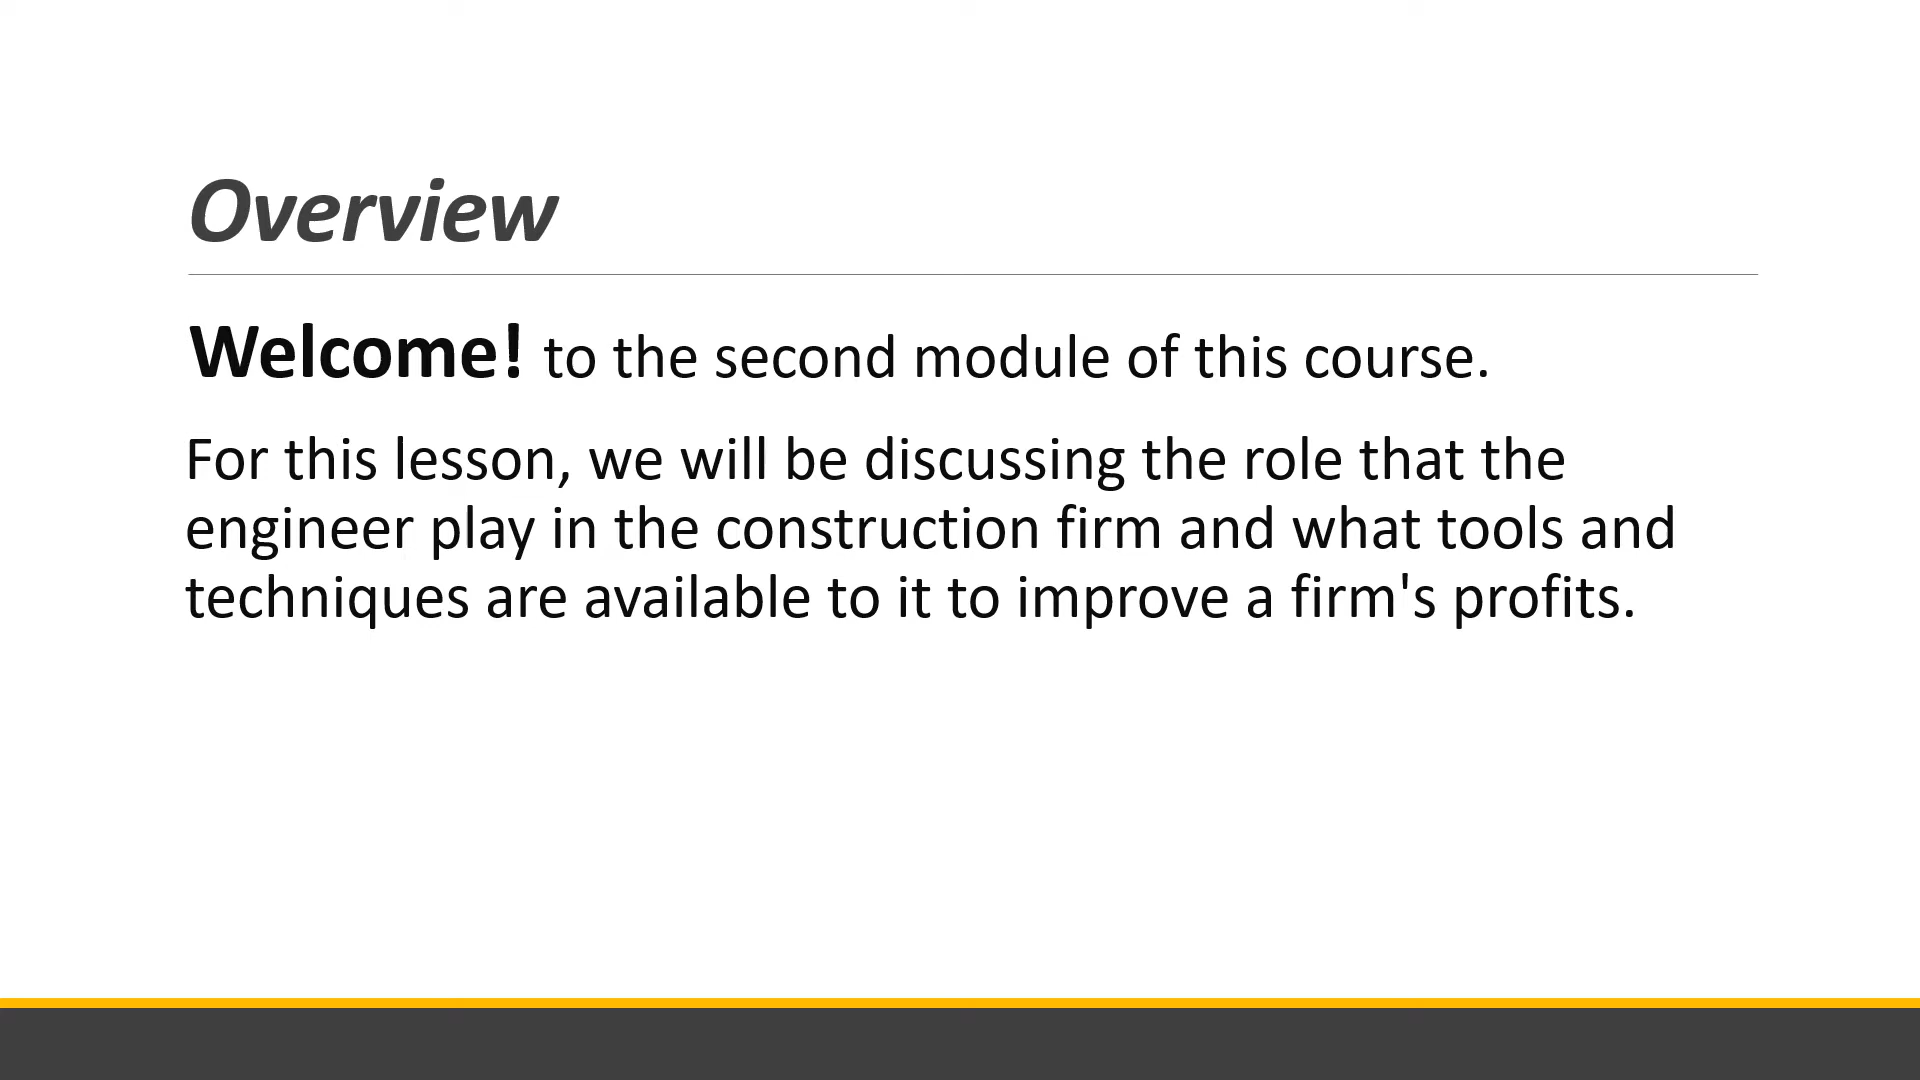 Overview
Welcome! to the second module of this course.
For this lesson, we will be discussing the role that the
engineer play in the construction firm and what tools and
techniques are available to it to improve a firm's profits.